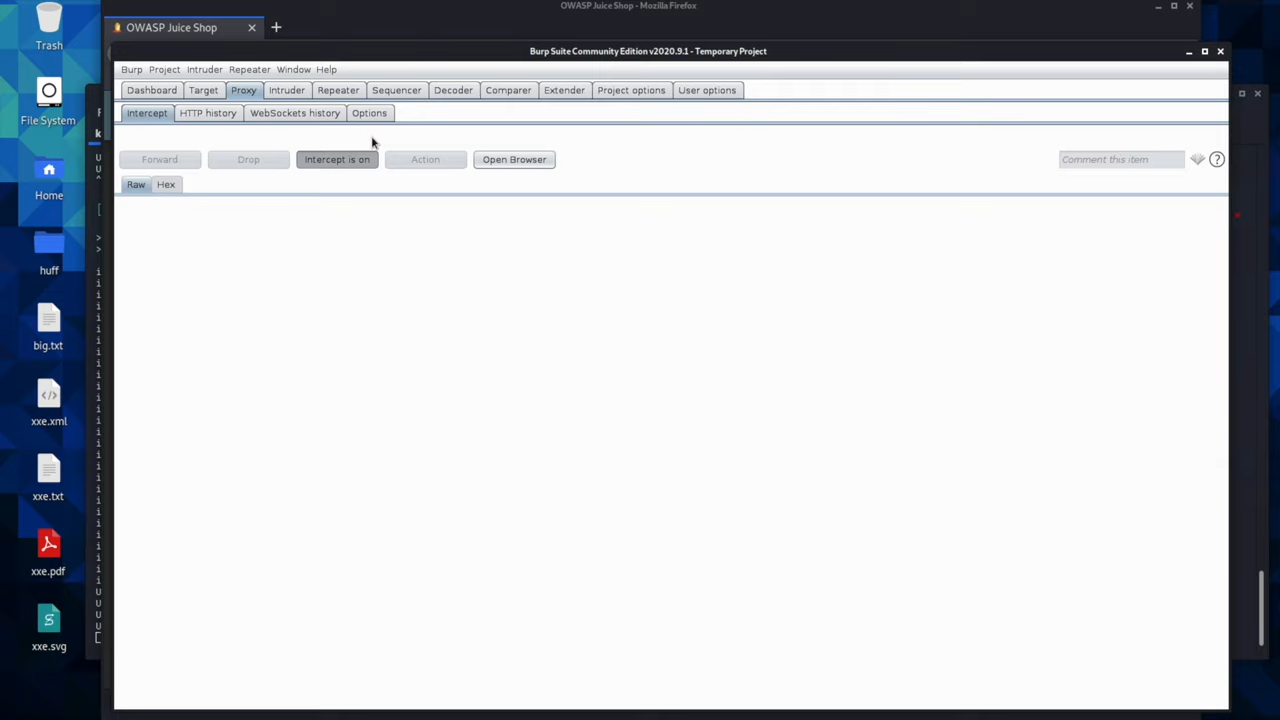 OWASP Juice Shop - Mozilla Firefox
OWASP Juice Shop
Burp Suite Community Edition v2020.9.1 - Temporary Project
Burp Project Intruder Repeater Window Help
Dashboard Target Proxy Intruder Repeater Sequencer Decoder Comparer Extender Project options User options
Intercept HTTP history WebSockets history Options
Forward Drop Intercept is on Action Open Browser Comment this item ?
Raw Hex
Trash
File System
Home
huff
big.txt
xxe.xml
xxe.txt
xxe.pdf
xxe.svg